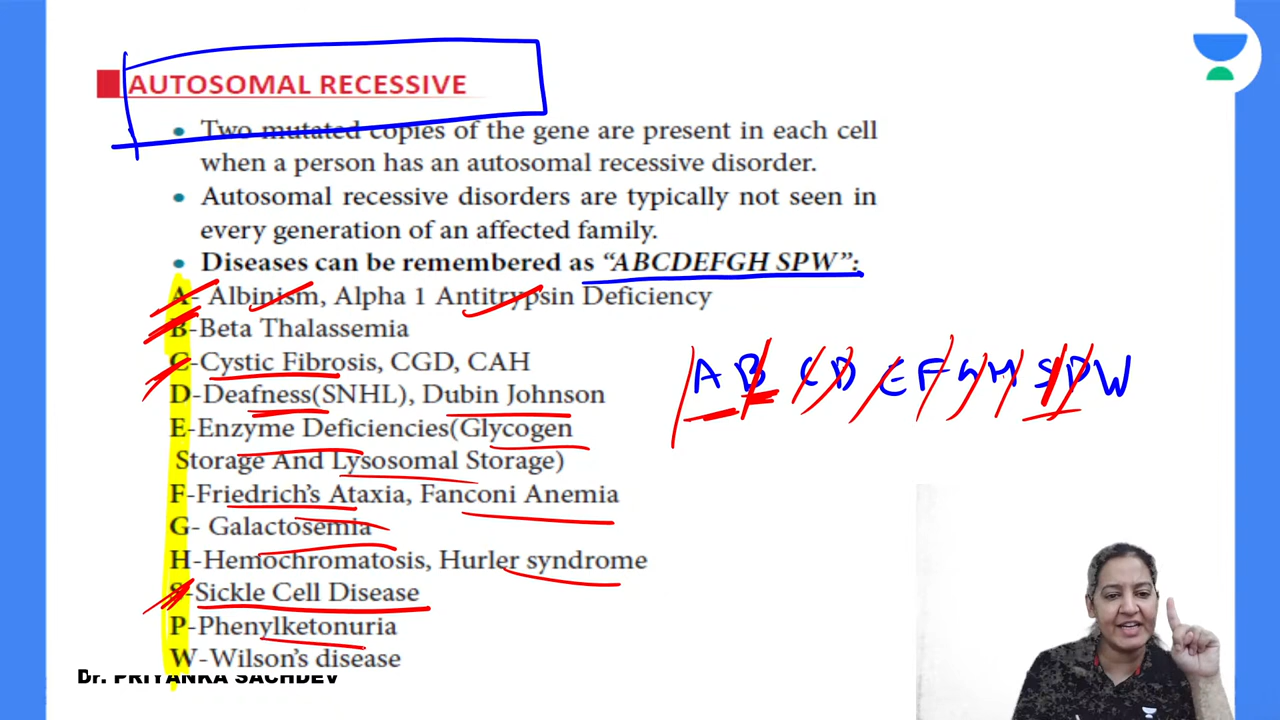 AUTOSOMAL RECESSIVE
• Two mutated copies of the gene are present in each cell
when a person has an autosomal recessive disorder.
• Autosomal recessive disorders are typically not seen in
every generation of an affected family.
• Diseases can be remembered as “ABCDEFGH SPW”:
A- Albinism, Alpha 1 Antitrypsin Deficiency
B-Beta Thalassemia
C-Cystic Fibrosis, CGD, CAH
D-Deafness(SNHL), Dubin Johnson
E-Enzyme Deficiencies(Glycogen
Storage And Lysosomal Storage)
F-Friedrich’s Ataxia, Fanconi Anemia
G- Galactosemia
H-Hemochromatosis, Hurler syndrome
S-Sickle Cell Disease
P-Phenylketonuria
W-Wilson’s disease
A B C D E F G H S P W
Dr. PRIYANKA SACHDEV